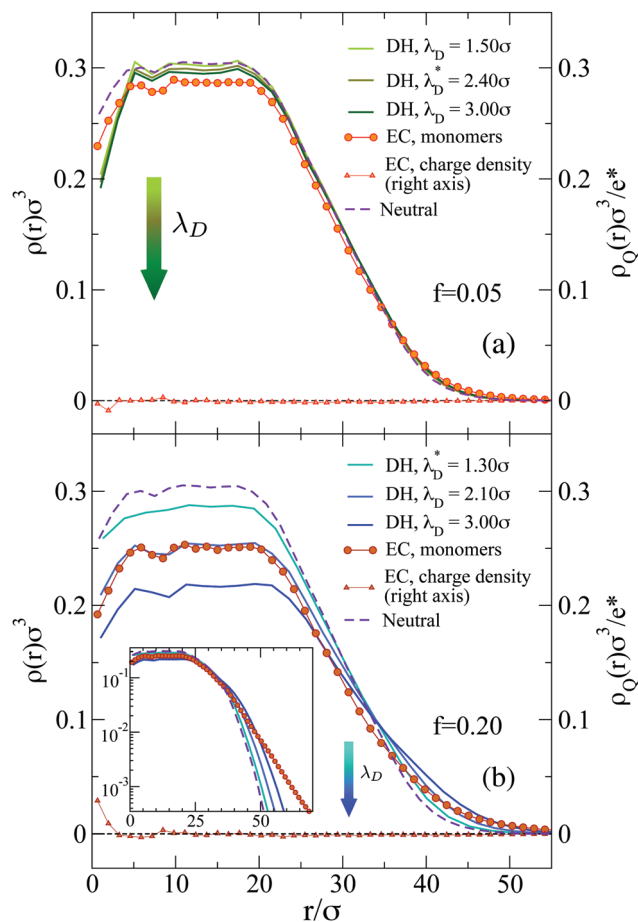 (a)
0.3
0.2
0.1
0
ρ(r)σ³
ρ_Q(r)σ³/e*
0.3
0.2
0.1
0
DH, λ_D = 1.50σ
DH, λ_D^* = 2.40σ
DH, λ_D = 3.00σ
EC, monomers
EC, charge density
(right axis)
Neutral
λ_D
f=0.05
(a)
0.3
0.2
0.1
0
ρ(r)σ³
ρ_Q(r)σ³/e*
0.3
0.2
0.1
0
DH, λ_D^* = 1.30σ
DH, λ_D = 2.10σ
DH, λ_D = 3.00σ
EC, monomers
EC, charge density
(right axis)
Neutral
10⁻¹
10⁻²
10⁻³
0 25 50
f=0.20
λ_D
(b)
0 10 20 30 40 50
r/σ